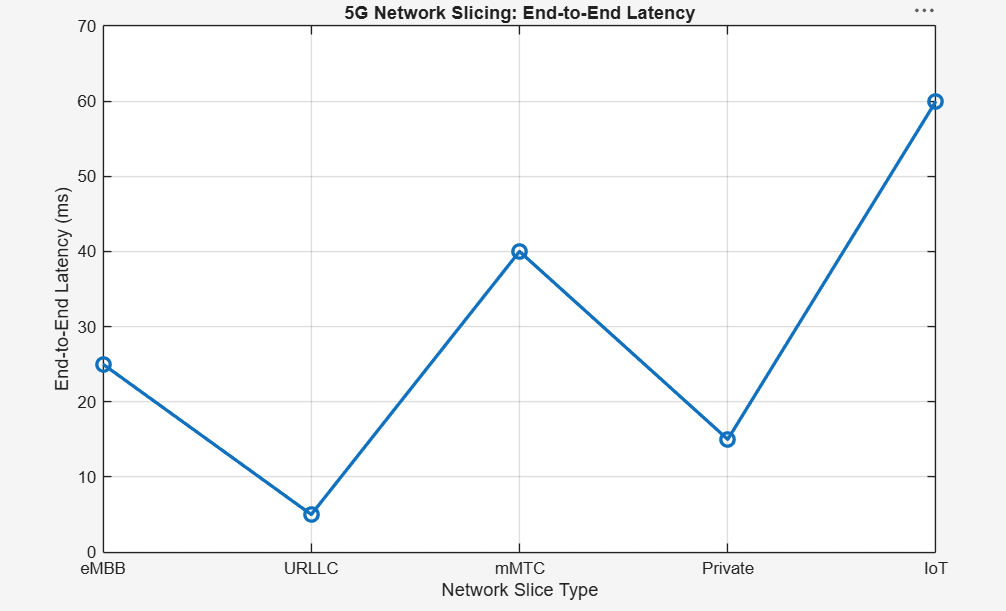 5G Network Slicing: End-to-End Latency
70
60
50
40
30
20
10
0
End-to-End Latency (ms)
eMBB URLLC mMTC Private IoT
Network Slice Type